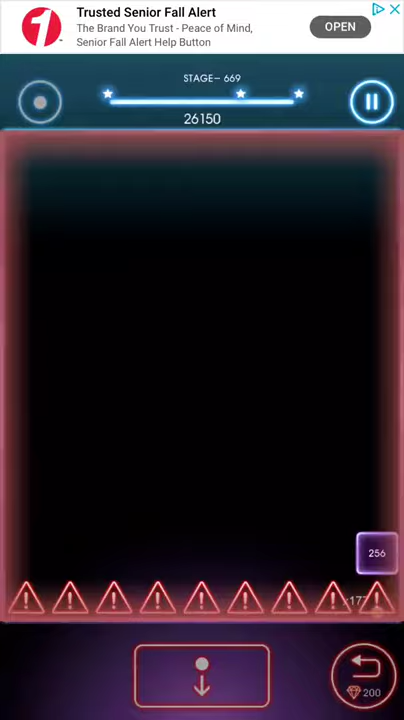 Trusted Senior Fall Alert
The Brand You Trust - Peace of Mind,
Senior Fall Alert Help Button
OPEN
STAGE- 669
26150
256
200